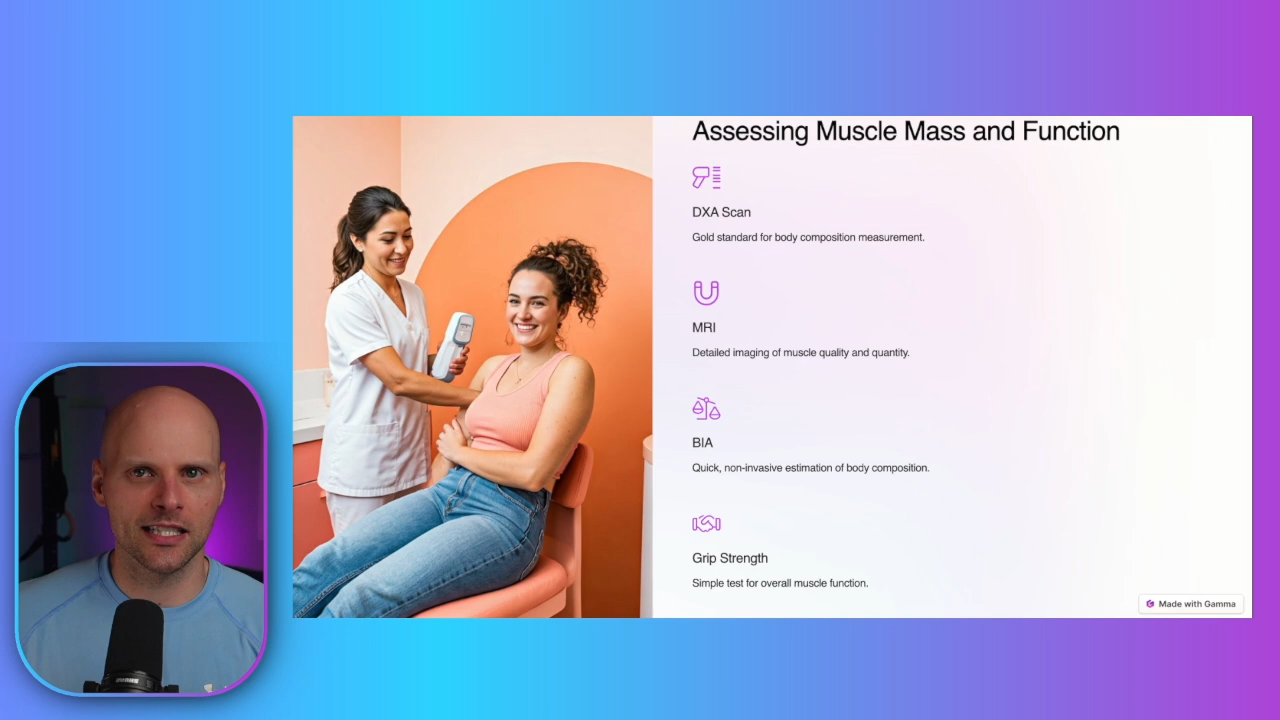 Assessing Muscle Mass and Function
DXA Scan
Gold standard for body composition measurement.
MRI
Detailed imaging of muscle quality and quantity.
BIA
Quick, non-invasive estimation of body composition.
Grip Strength
Simple test for overall muscle function.
Made with Gamma